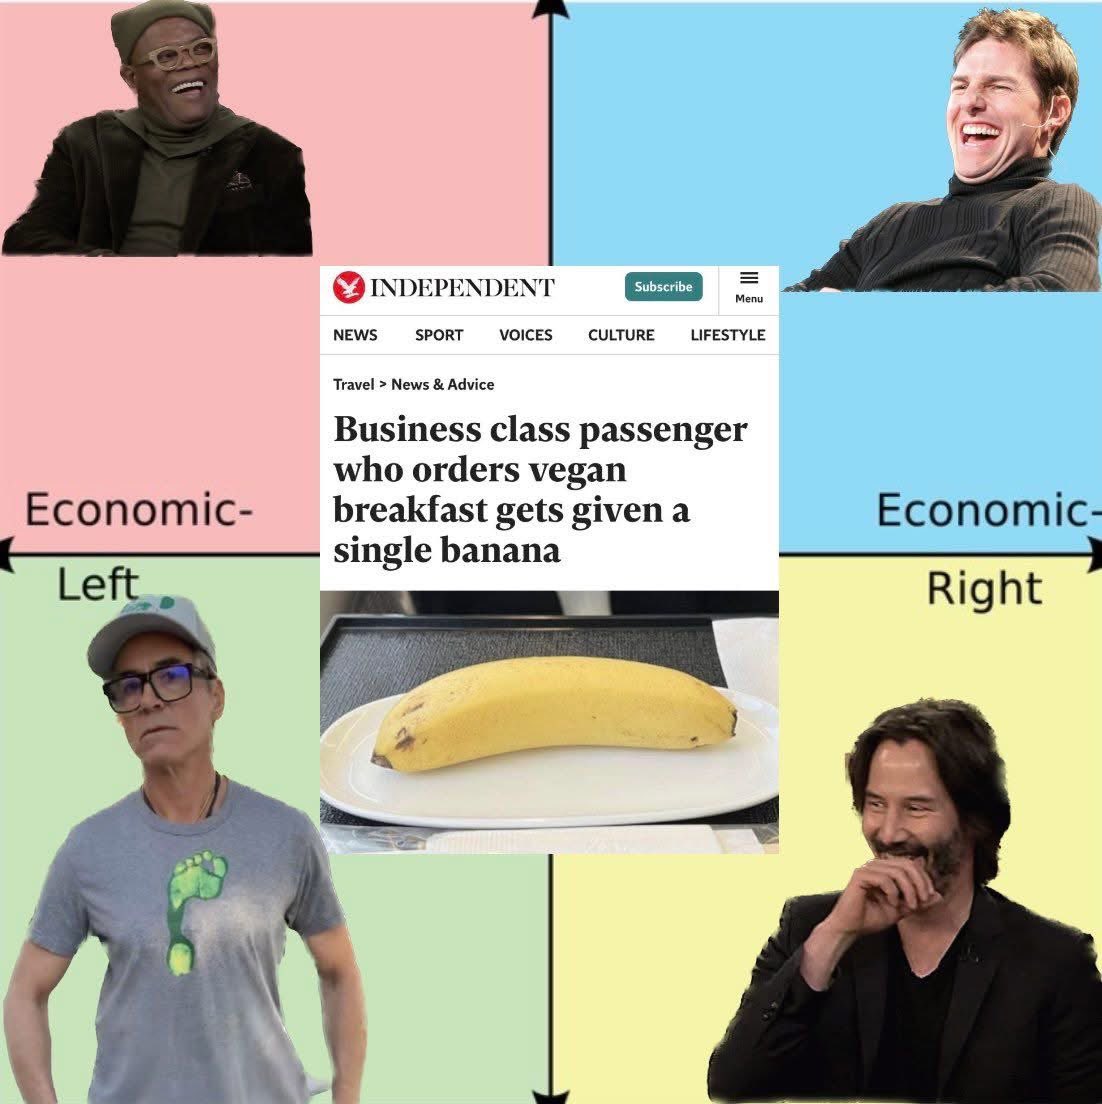 INDEPENDENT
Subscribe
Menu
NEWS SPORT VOICES CULTURE LIFESTYLE
Travel > News & Advice
Business class passenger
who orders vegan
breakfast gets given a
single banana
Economic-
Left
Economic-
Right